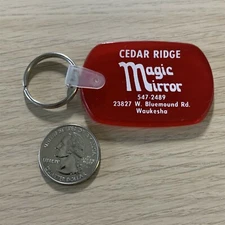 CEDAR RIDGE
Magic
Mirror
547-2489
23827 W. Bluemound Rd.
Waukesha